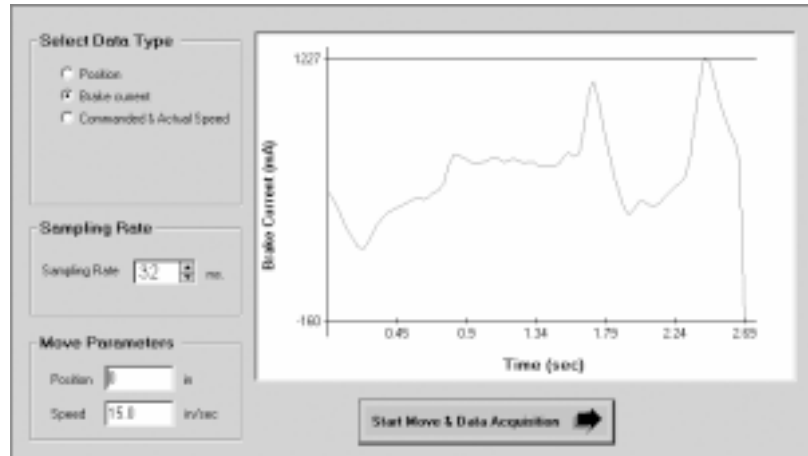 Select Data Type
Position
Brake current
Commanded & Actual Speed
Sampling Rate
Sampling Rate 32 ms.
Move Parameters
Position 0 in
Speed 15.0 in/sec
Brake Current (mA)
1227
-160
0.45 0.9 1.34 1.79 2.24 2.69
Time (sec)
Start Move & Data Acquisition